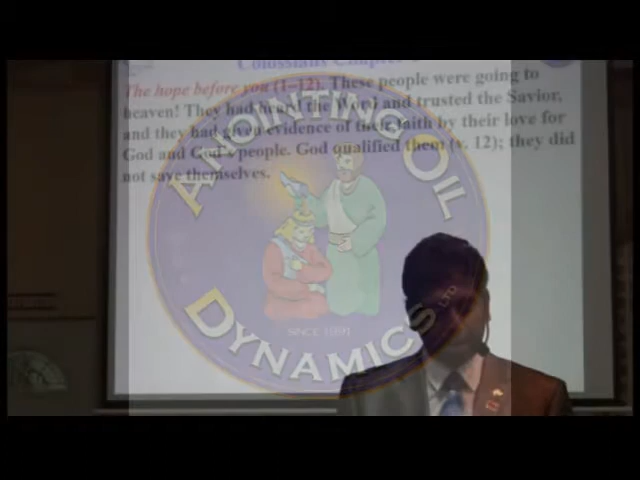 Colossians Chapter
The hope before you (1–12). These people were going to
heaven! They had heard the Word and trusted the Savior,
and they had given evidence of their faith by their love for
God and God's people. God qualified them (v. 12); they did
not save themselves.
ANOINTING OIL
SINCE 1991
DYNAMICS LTD